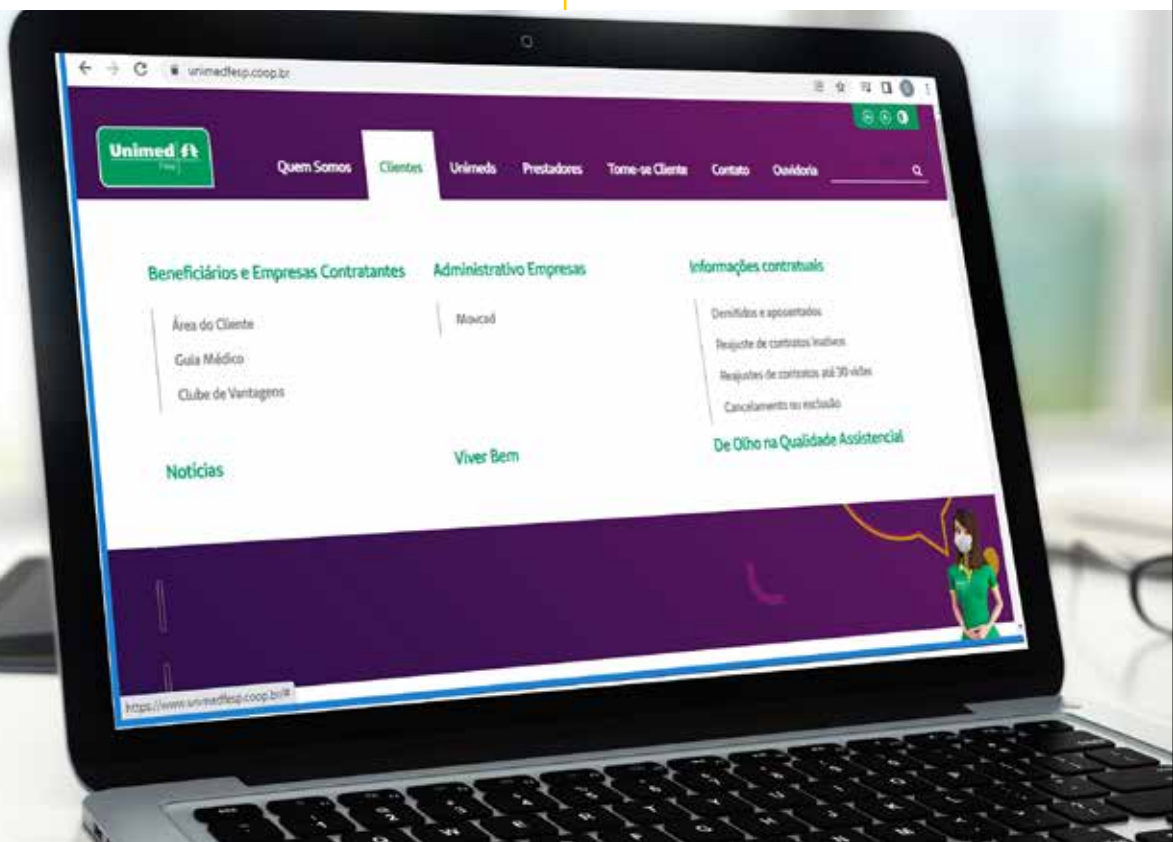 unimedfesp.coop.br
Unimed
Fesp
Quem Somos
Clientes
Unimeds
Prestadores
Torne-se Cliente
Contato
Ouvidoria
Beneficiários e Empresas Contratantes
Área do Cliente
Guia Médico
Clube de Vantagens
Administrativo Empresas
Movcad
Informações contratuais
Demitidos e aposentados
Reajuste de contratos inativos
Reajustes de contratos até 30 vidas
Cancelamento ou exclusão
Notícias
Viver Bem
De Olho na Qualidade Assistencial
https://www.unimedfesp.coop.br/#